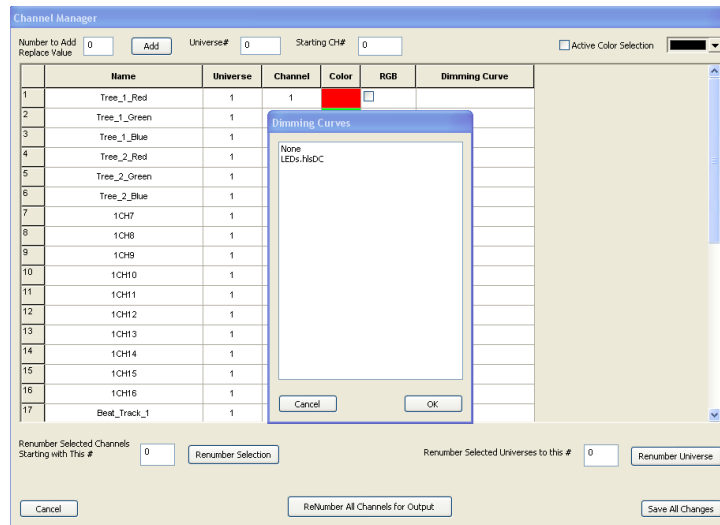 Channel Manager
Number to Add
Replace Value
0
Add
Universe#
0
Starting CH#
0
Active Color Selection
Name Universe Channel Color RGB Dimming Curve
1 Tree_1_Red 1 1
2 Tree_1_Green 1
3 Tree_1_Blue 1
4 Tree_2_Red 1
5 Tree_2_Green 1
6 Tree_2_Blue 1
7 1CH7 1
8 1CH8 1
9 1CH9 1
10 1CH10 1
11 1CH11 1
12 1CH12 1
13 1CH13 1
14 1CH14 1
15 1CH15 1
16 1CH16 1
17 Beat_Track_1 1
Dimming Curves
None
LEDs.hlsDC
Cancel OK
Renumber Selected Channels
Starting with This #
0
Renumber Selection
Renumber Selected Universes to this #
0
Renumber Universe
Cancel
ReNumber All Channels for Output
Save All Changes